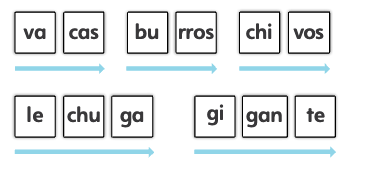 va cas bu rros chi vos
le chu ga gi gan te